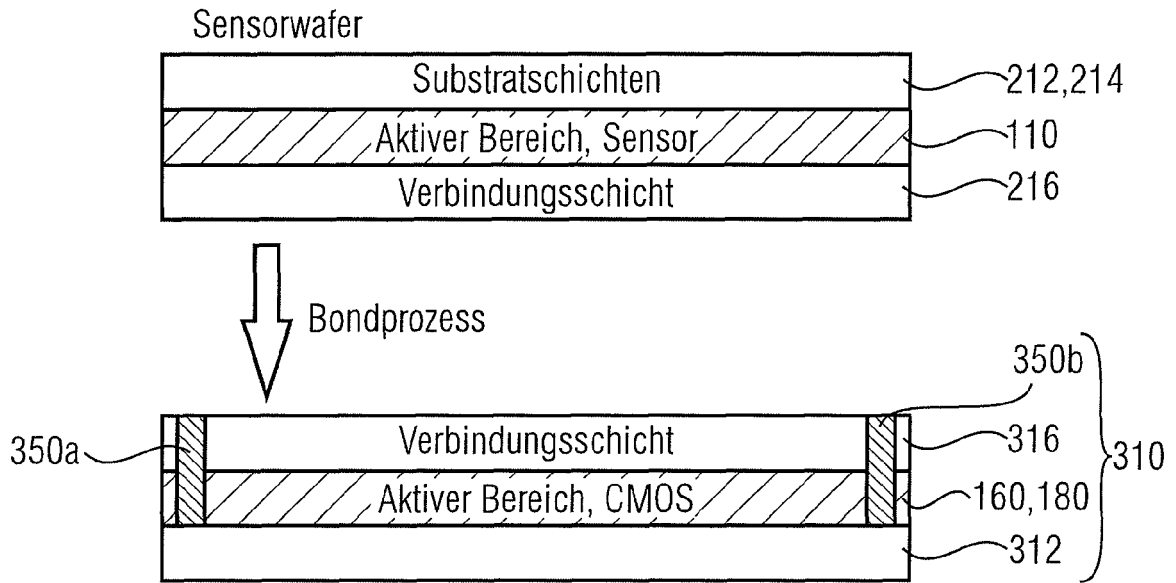 Sensorwafer
Substratschichten
212,214
Aktiver Bereich, Sensor
110
Verbindungsschicht
216
Bondprozess
350b
350a
Verbindungsschicht
316
310
Aktiver Bereich, CMOS
160,180
312